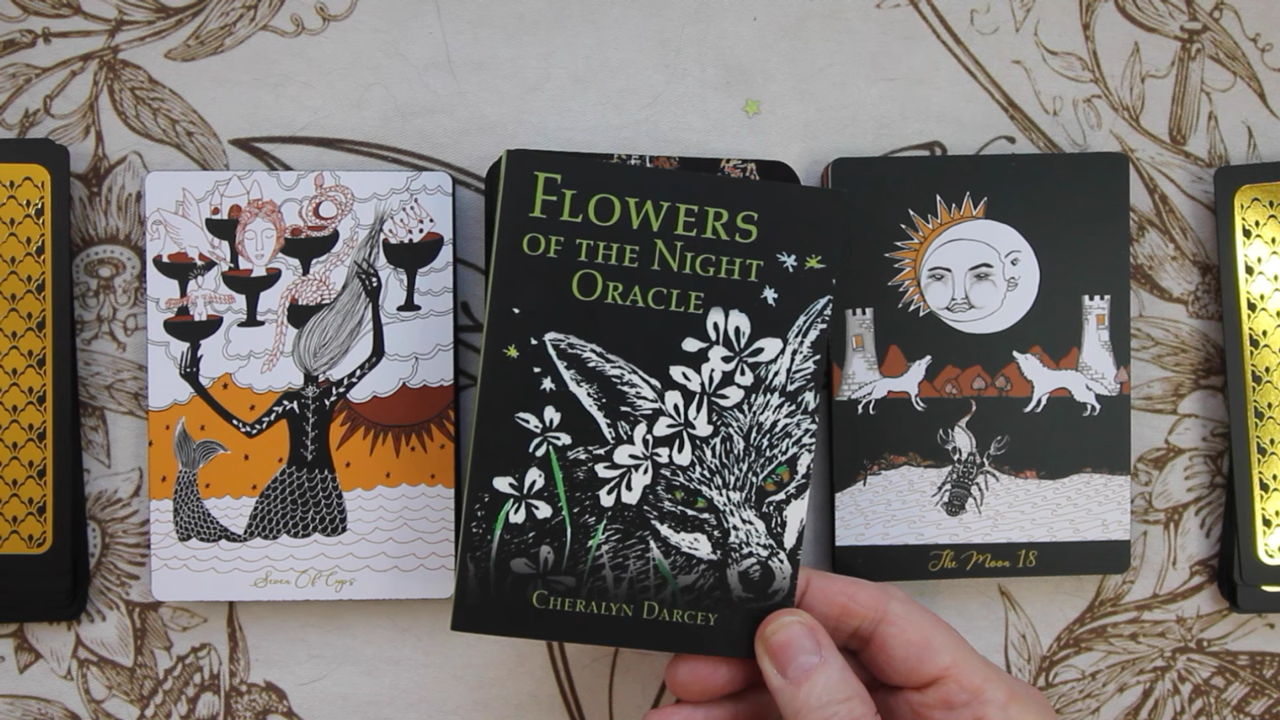 Seven Of Cups
FLOWERS
OF THE NIGHT
ORACLE
CHERALYN DARCEY
The Moon 18